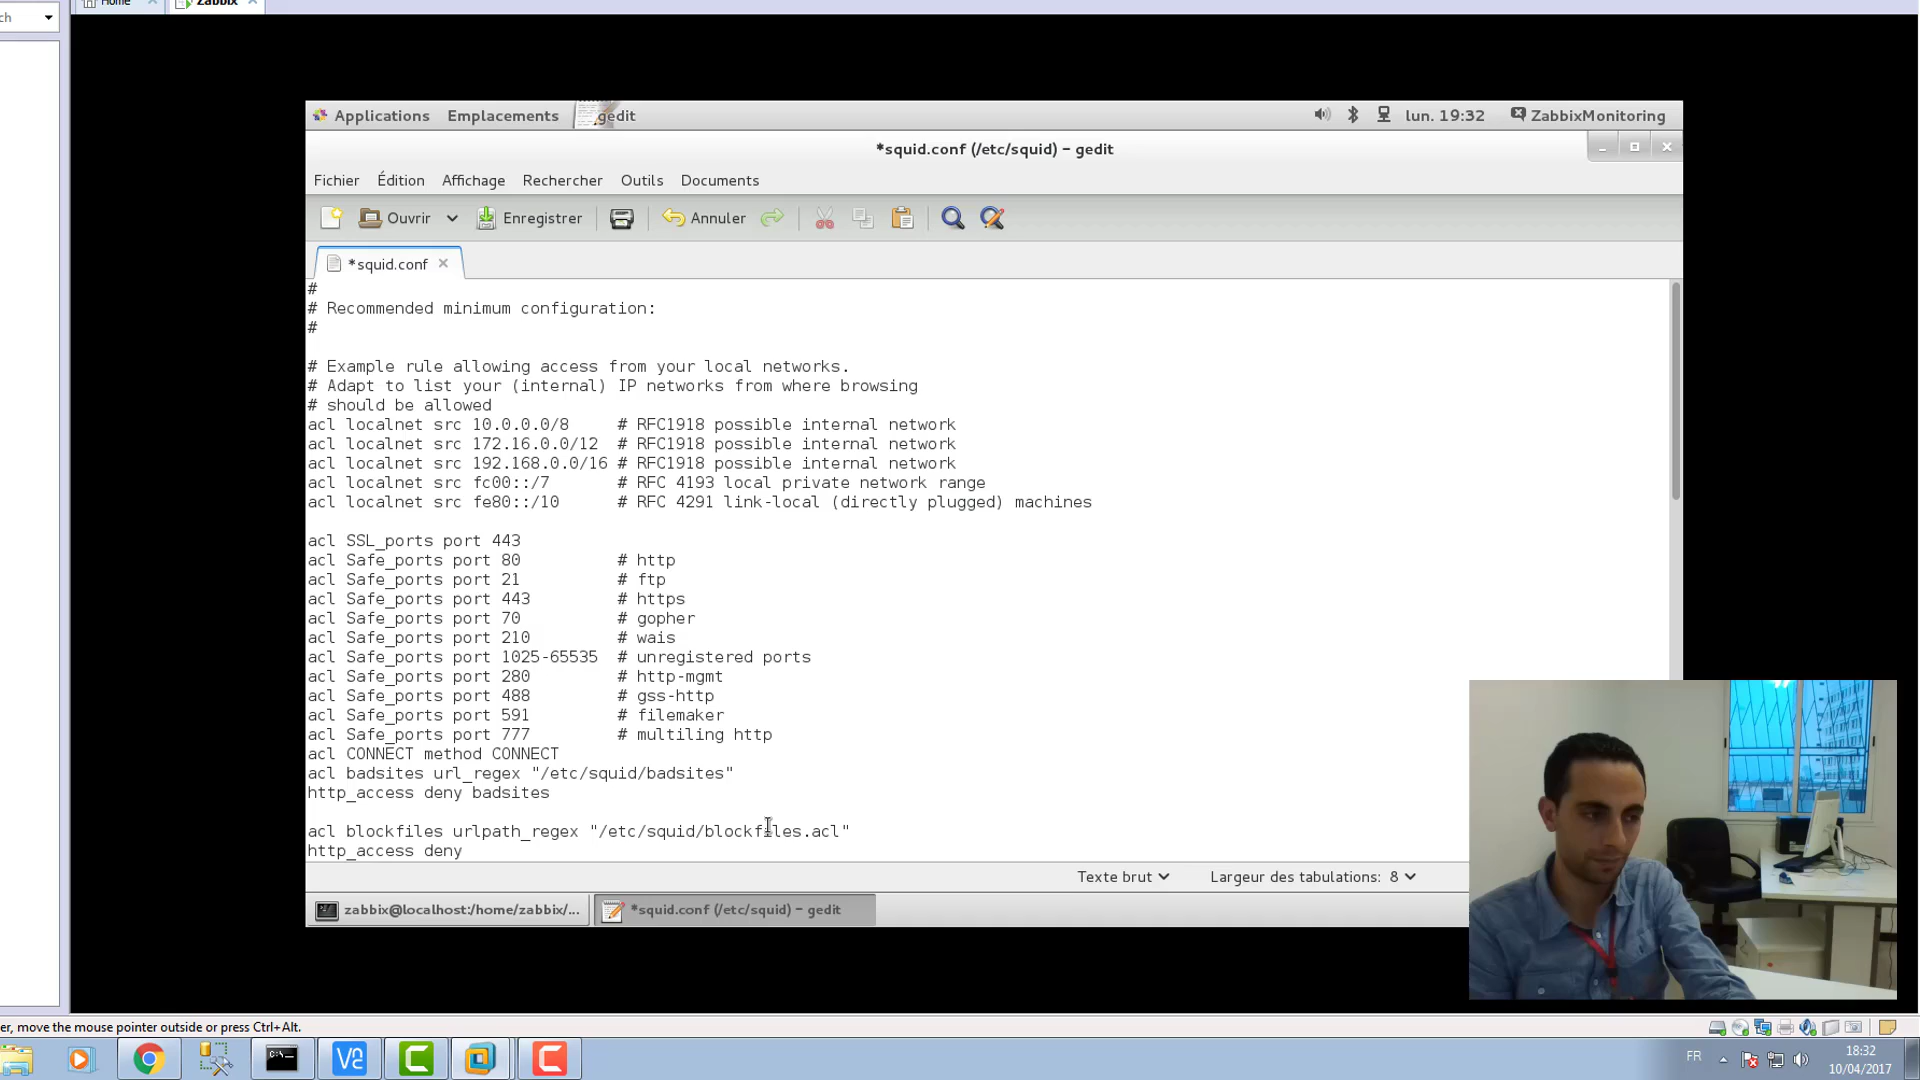 ch
Home
Zabbix
Applications Emplacements gedit lun. 19:32 ZabbixMonitoring
*squid.conf (/etc/squid) – gedit
Fichier Édition Affichage Rechercher Outils Documents
Ouvrir Enregistrer Annuler
*squid.conf
#
# Recommended minimum configuration:
#
# Example rule allowing access from your local networks.
# Adapt to list your (internal) IP networks from where browsing
# should be allowed
acl localnet src 10.0.0.0/8 # RFC1918 possible internal network
acl localnet src 172.16.0.0/12 # RFC1918 possible internal network
acl localnet src 192.168.0.0/16 # RFC1918 possible internal network
acl localnet src fc00::/7 # RFC 4193 local private network range
acl localnet src fe80::/10 # RFC 4291 link-local (directly plugged) machines
acl SSL_ports port 443
acl Safe_ports port 80 # http
acl Safe_ports port 21 # ftp
acl Safe_ports port 443 # https
acl Safe_ports port 70 # gopher
acl Safe_ports port 210 # wais
acl Safe_ports port 1025-65535 # unregistered ports
acl Safe_ports port 280 # http-mgmt
acl Safe_ports port 488 # gss-http
acl Safe_ports port 591 # filemaker
acl Safe_ports port 777 # multiling http
acl CONNECT method CONNECT
acl badsites url_regex "/etc/squid/badsites"
http_access deny badsites
acl blockfiles urlpath_regex "/etc/squid/blockfiles.acl"
http_access deny
Texte brut Largeur des tabulations: 8
zabbix@localhost:/home/zabbix/... *squid.conf (/etc/squid) – gedit
er, move the mouse pointer outside or press Ctrl+Alt.
FR 18:32
10/04/2017